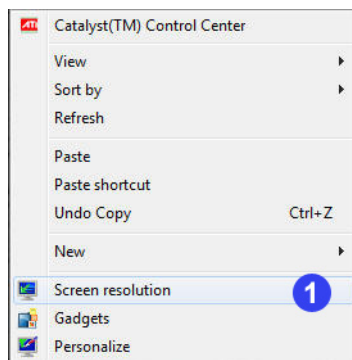 ATI Catalyst(TM) Control Center
View
Sort by
Refresh
Paste
Paste shortcut
Undo Copy Ctrl+Z
New
Screen resolution 1
Gadgets
Personalize